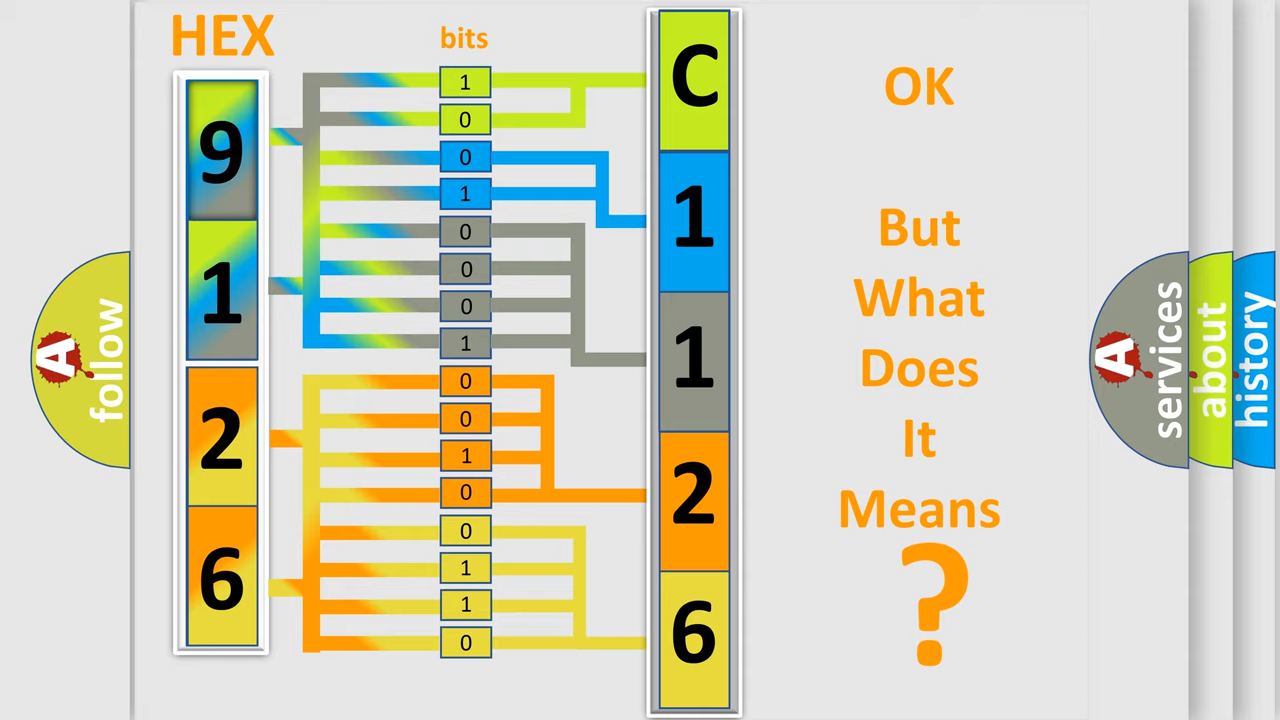 HEX
bits
9
1
2
6
1
0
0
1
0
0
0
1
0
0
1
0
0
1
1
0
C
1
1
2
6
OK
But
What
Does
It
Means
?
A
follow
A
services
about
history